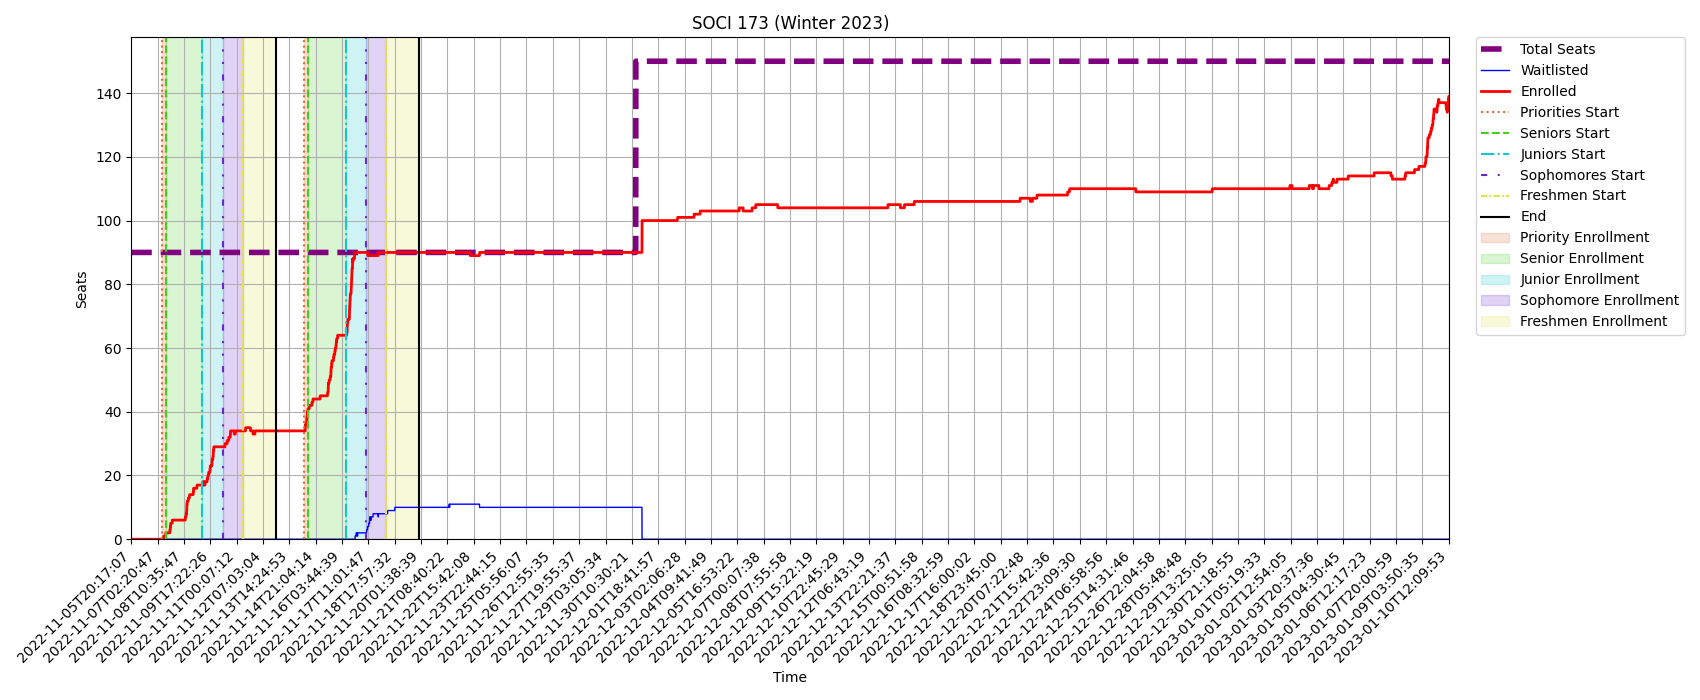 SOCI 173 (Winter 2023)
Seats
140
120
100
80
60
40
20
0
2022-11-05T20:17:07
2022-11-07T02:20:47
2022-11-08T10:35:47
2022-11-09T17:22:26
2022-11-11T00:07:12
2022-11-12T07:03:04
2022-11-13T14:24:53
2022-11-14T21:04:14
2022-11-16T03:44:39
2022-11-17T11:01:47
2022-11-18T17:57:32
2022-11-20T01:38:39
2022-11-21T08:40:22
2022-11-22T15:42:08
2022-11-23T22:44:15
2022-11-25T05:56:07
2022-11-26T12:55:35
2022-11-27T19:55:37
2022-11-29T03:05:34
2022-11-30T10:30:21
2022-12-01T18:41:57
2022-12-03T02:06:28
2022-12-04T09:41:49
2022-12-05T16:53:22
2022-12-07T00:07:38
2022-12-08T07:55:58
2022-12-09T15:22:19
2022-12-10T22:45:29
2022-12-12T06:43:19
2022-12-13T22:21:37
2022-12-15T00:51:58
2022-12-16T08:32:59
2022-12-17T16:00:02
2022-12-18T23:45:00
2022-12-20T07:22:48
2022-12-21T15:42:36
2022-12-22T23:09:30
2022-12-24T06:58:56
2022-12-25T14:31:46
2022-12-26T22:04:58
2022-12-28T05:48:48
2022-12-29T13:25:05
2022-12-30T21:18:55
2023-01-01T05:19:33
2023-01-02T12:54:05
2023-01-03T20:37:36
2023-01-05T04:30:45
2023-01-06T12:17:23
2023-01-07T20:00:59
2023-01-09T03:50:35
2023-01-10T12:09:53
Time
Total Seats
Waitlisted
Enrolled
Priorities Start
Seniors Start
Juniors Start
Sophomores Start
Freshmen Start
End
Priority Enrollment
Senior Enrollment
Junior Enrollment
Sophomore Enrollment
Freshmen Enrollment